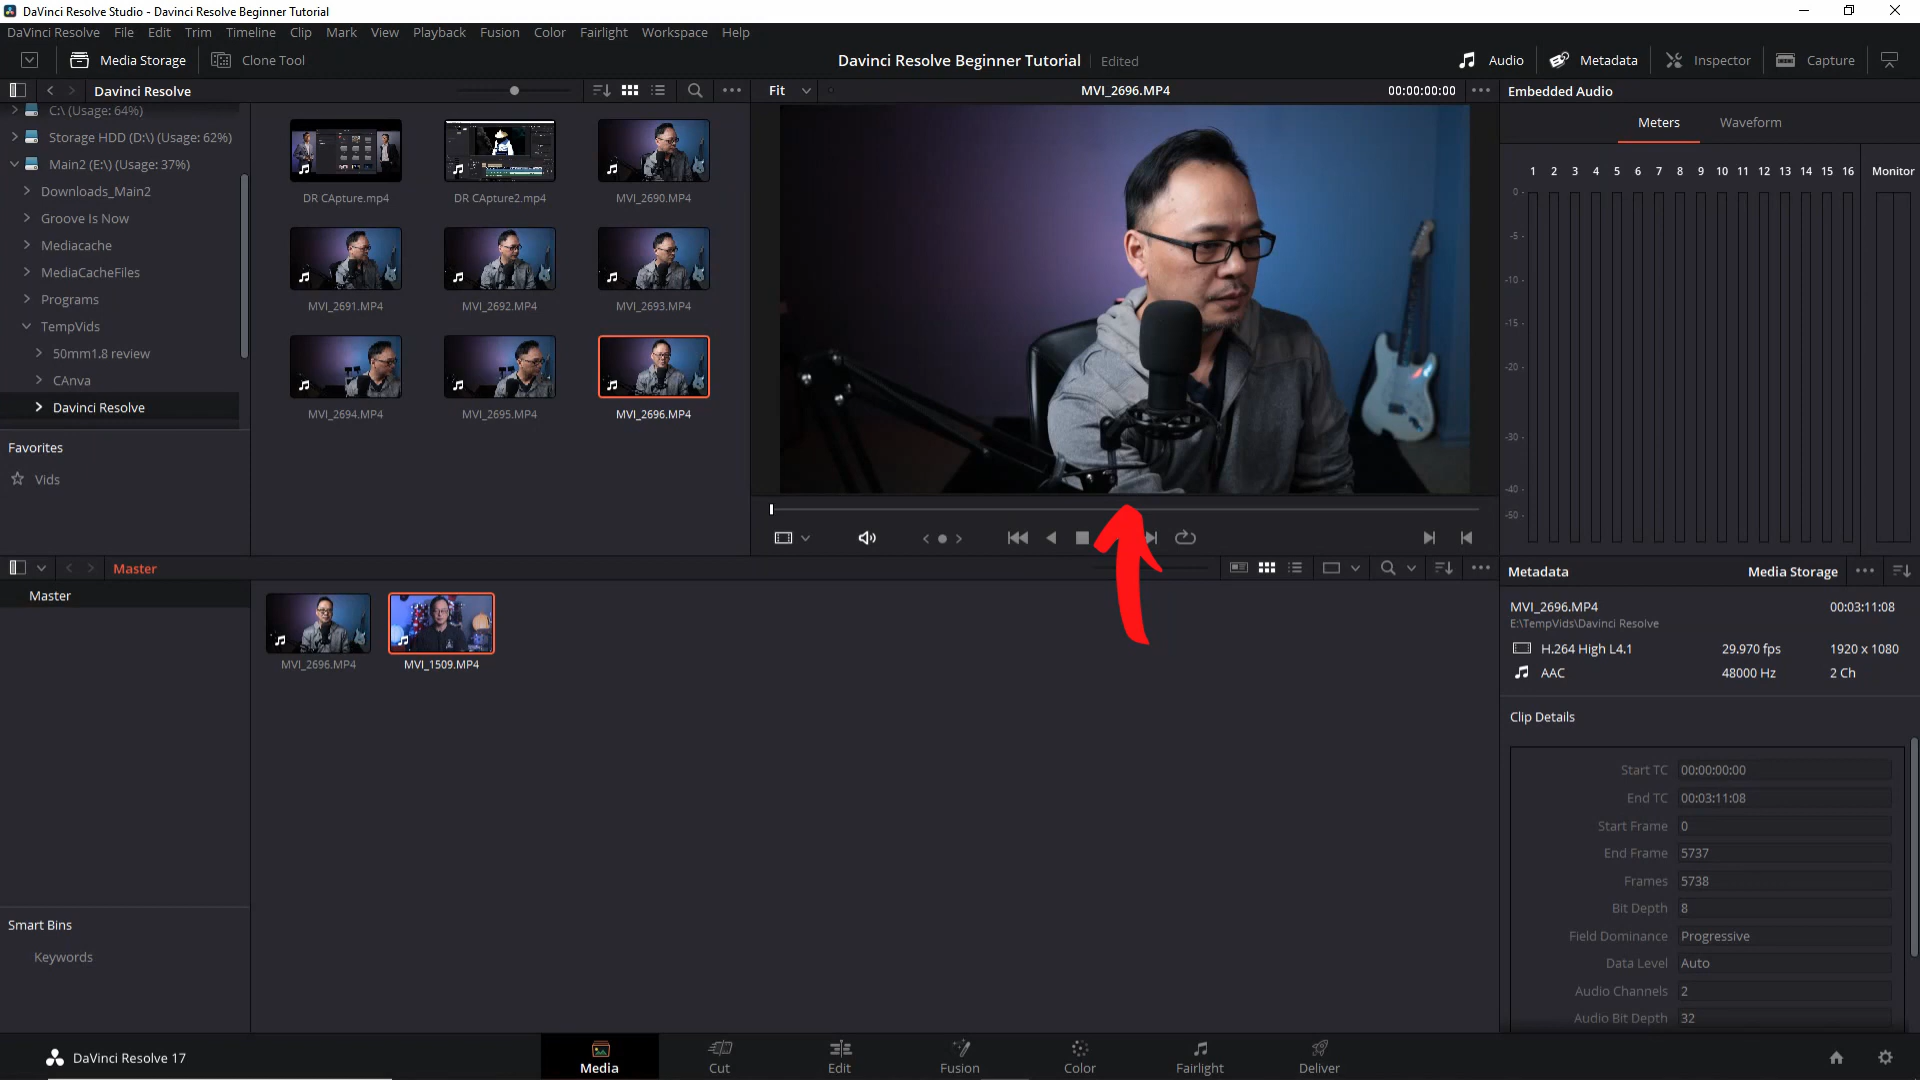 DaVinci Resolve Studio - Davinci Resolve Beginner Tutorial
DaVinci Resolve File Edit Trim Timeline Clip Mark View Playback Fusion Color Fairlight Workspace Help
Media Storage Clone Tool Davinci Resolve Beginner Tutorial Edited Audio Metadata Inspector Capture
Davinci Resolve Fit MVI_2696.MP4 00:00:00:00 Embedded Audio
C:\ (Usage: 64%)
Storage HDD (D:\) (Usage: 62%)
Main2 (E:\) (Usage: 37%)
Downloads_Main2
Groove Is Now
Mediacache
MediaCacheFiles
Programs
TempVids
50mm1.8 review
CAnva
Davinci Resolve
Favorites
Vids
DR CApture.mp4 DR CApture2.mp4 MVI_2690.MP4
MVI_2691.MP4 MVI_2692.MP4 MVI_2693.MP4
MVI_2694.MP4 MVI_2695.MP4 MVI_2696.MP4
Meters Waveform
1 2 3 4 5 6 7 8 9 10 11 12 13 14 15 16 Monitor
0 -
-5 -
-10 -
-15 -
-20 -
-30 -
-40 -
-50 -
Master
Master
MVI_2696.MP4 MVI_1509.MP4
Smart Bins
Keywords
Metadata Media Storage
MVI_2696.MP4 00:03:11:08
E:\TempVids\Davinci Resolve
H.264 High L4.1 29.970 fps 1920 x 1080
AAC 48000 Hz 2 Ch
Clip Details
Start TC 00:00:00:00
End TC 00:03:11:08
Start Frame 0
End Frame 5737
Frames 5738
Bit Depth 8
Field Dominance Progressive
Data Level Auto
Audio Channels 2
Audio Bit Depth 32
DaVinci Resolve 17 Media Cut Edit Fusion Color Fairlight Deliver